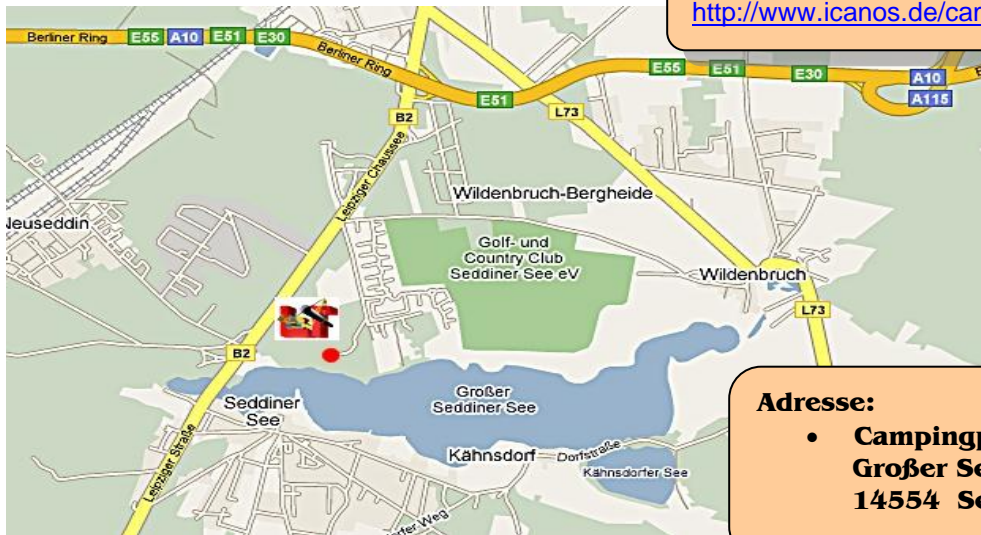 http://www.icanos.de/car
Berliner Ring
E55
A10
E51
E30
Berliner Ring
E51
E55
E51
E30
A10
A115
B2
L73
Leipziger Chaussee
Wildenbruch-Bergheide
Neuseddin
Golf- und
Country Club
Seddiner See eV
Wildenbruch
L73
B2
Großer
Seddiner See
Seddiner
See
Kähnsdorf
Dorfstraße
Kähnsdorfer See
Leipziger Straße
Weg
Adresse:
• Campingp
Großer Se
14554 Se